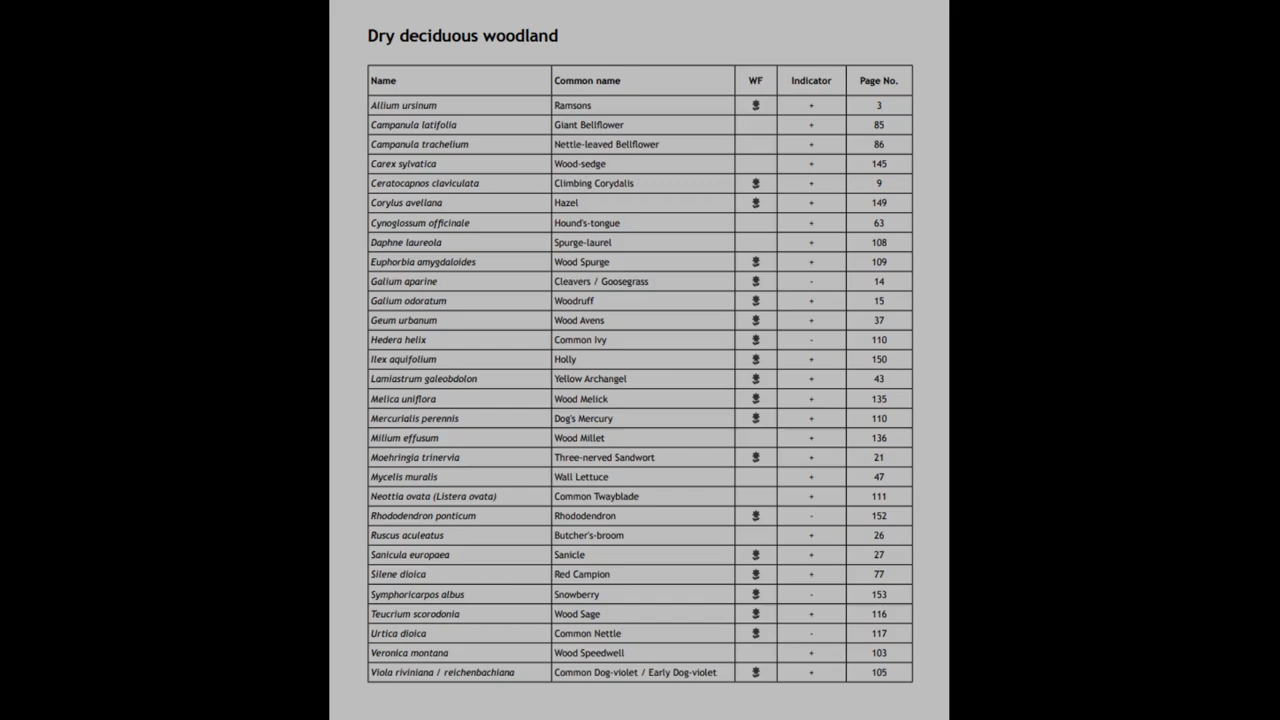 Dry deciduous woodland
Name Common name WF Indicator Page No.
Allium ursinum Ramsons + 3
Campanula latifolia Giant Bellflower + 85
Campanula trachelium Nettle-leaved Bellflower + 86
Carex sylvatica Wood-sedge + 145
Ceratocapnos claviculata Climbing Corydalis + 9
Corylus avellana Hazel + 149
Cynoglossum officinale Hound's-tongue + 63
Daphne laureola Spurge-laurel + 108
Euphorbia amygdaloides Wood Spurge + 109
Galium aparine Cleavers / Goosegrass - 14
Galium odoratum Woodruff + 15
Geum urbanum Wood Avens + 37
Hedera helix Common Ivy - 110
Ilex aquifolium Holly + 150
Lamiastrum galeobdolon Yellow Archangel + 43
Melica uniflora Wood Melick + 135
Mercurialis perennis Dog's Mercury + 110
Milium effusum Wood Millet + 136
Moehringia trinervia Three-nerved Sandwort + 21
Mycelis muralis Wall Lettuce + 47
Neottia ovata (Listera ovata) Common Twayblade + 111
Rhododendron ponticum Rhododendron - 152
Ruscus aculeatus Butcher's-broom + 26
Sanicula europaea Sanicle + 27
Silene dioica Red Campion + 77
Symphoricarpos albus Snowberry - 153
Teucrium scorodonia Wood Sage + 116
Urtica dioica Common Nettle - 117
Veronica montana Wood Speedwell + 103
Viola riviniana / reichenbachiana Common Dog-violet / Early Dog-violet + 105